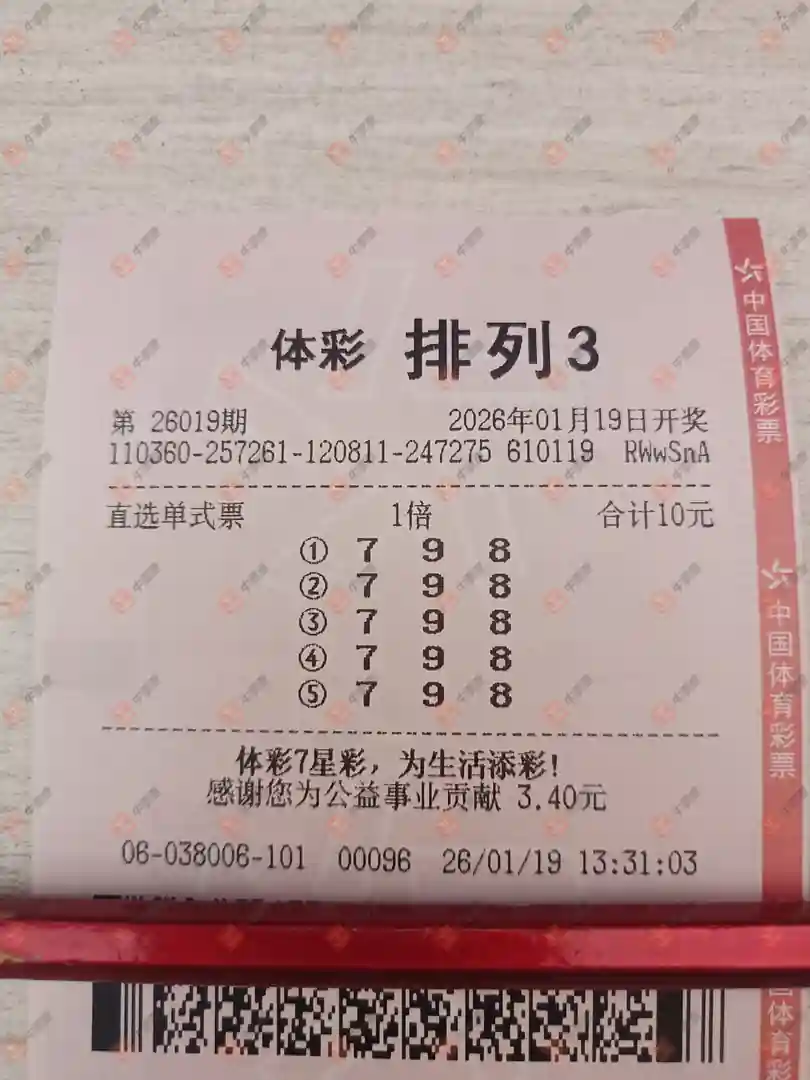 体彩 排列3
第 26019期 2026年01月19日开奖
110360-257261-120811-247275 610119 RWwSnA
直选单式票 1倍 合计10元
① 7 9 8
② 7 9 8
③ 7 9 8
④ 7 9 8
⑤ 7 9 8
体彩7星彩，为生活添彩!
感谢您为公益事业贡献 3.40元
06-038006-101 00096 26/01/19 13:31:03
中国体育彩票
中国体育彩票
国体育彩